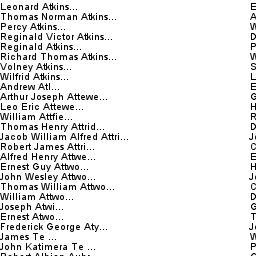 Leonard Atkins... E
Thomas Norman Atkins... A
Percy Atkins... W
Reginald Victor Atkins... D
Reginald Atkins... P
Richard Thomas Atkins... W
Volney Atkins... S
Wilfrid Atkins... L
Andrew Atl... E
Arthur Joseph Attewe... G
Leo Eric Attewe... H
William Attfie... R
Thomas Henry Attrid... D
Jacob William Alfred Attri... Jo
Robert James Attri... C
Alfred Henry Attwe... E
Ernest Guy Attwo... H
John Wesley Attwo... Jo
Thomas William Attwo... C
William Attwo... D
Joseph Atwi... G
Ernest Atwo... T
Frederick George Aty... Jo
James Te ... W
John Katimera Te ... P